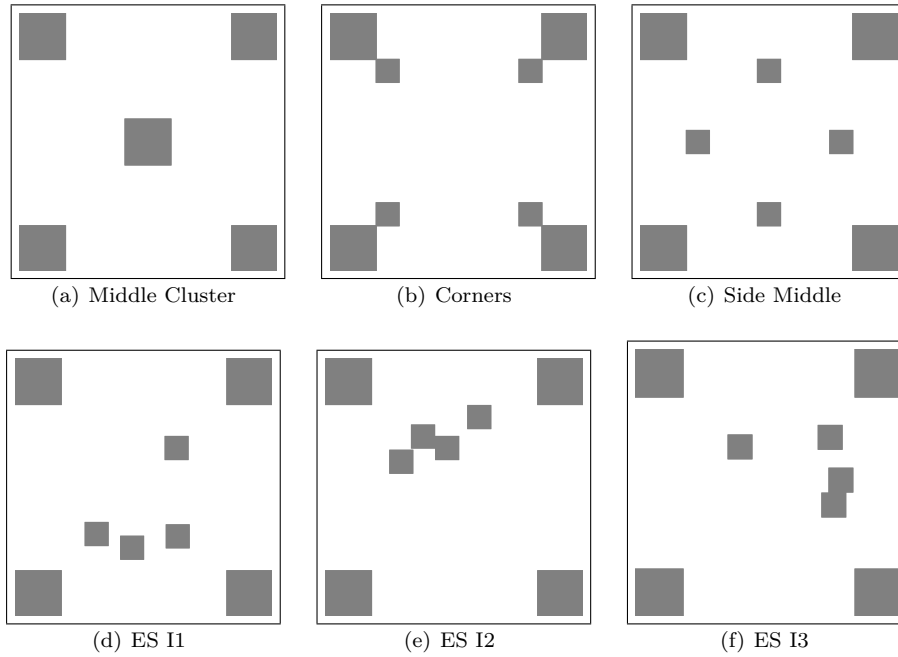 (a) Middle Cluster
(b) Corners
(c) Side Middle
(d) ES I1
(e) ES I2
(f) ES I3